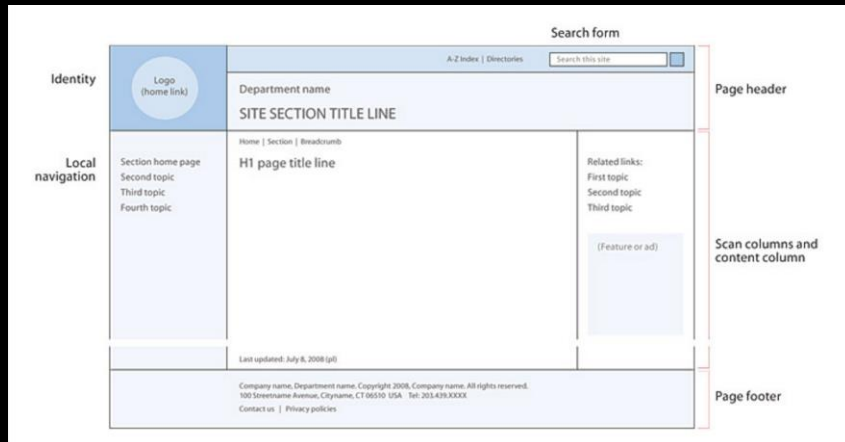 Search form
A-Z Index | Directories
Search this site
Identity
Logo
(home link)
Department name
SITE SECTION TITLE LINE
Page header
Home | Section | Breadcrumb
Local
navigation
Section home page
Second topic
Third topic
Fourth topic
H1 page title line
Related links:
First topic
Second topic
Third topic
(Feature or ad)
Scan columns and
content column
Last updated: July 8, 2008 (pl)
Company name, Department name. Copyright 2008, Company name. All rights reserved.
100 Streetname Avenue, Cityname, CT 06510 USA Tel: 203.439.XXXX
Contact us | Privacy policies
Page footer